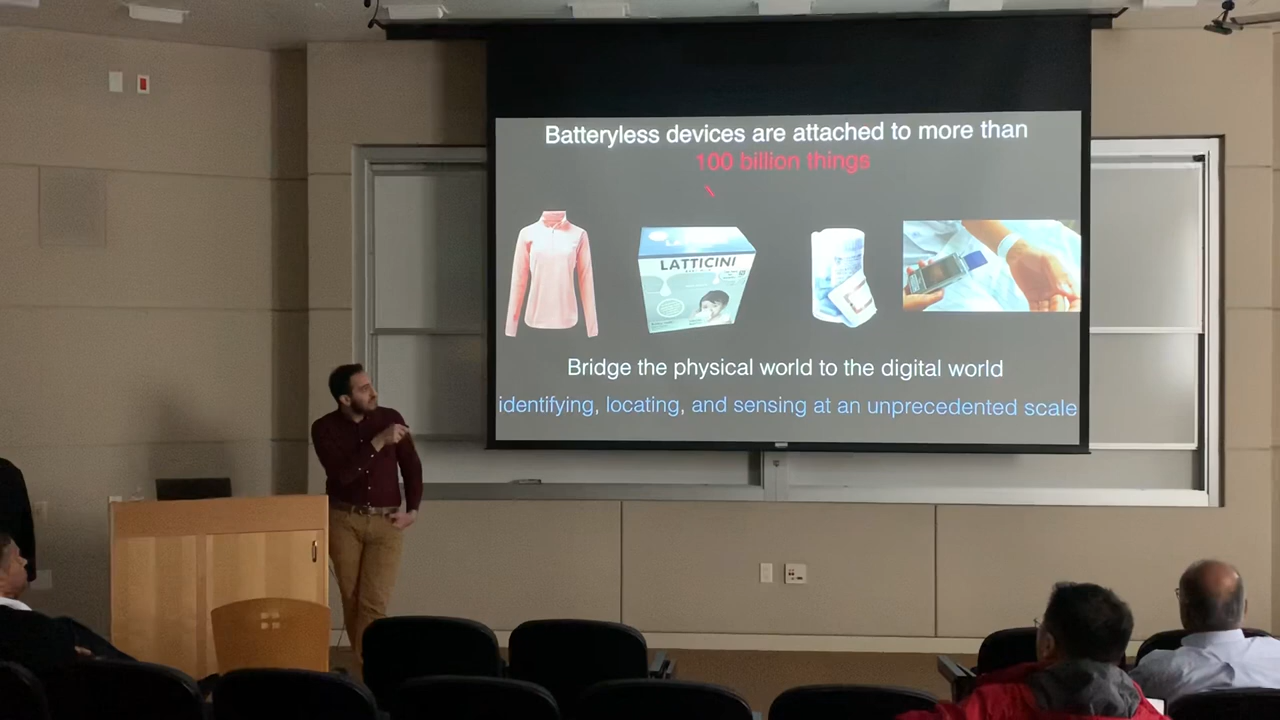 Batteryless devices are attached to more than
100 billion things
LATTICINI
Bridge the physical world to the digital world
identifying, locating, and sensing at an unprecedented scale